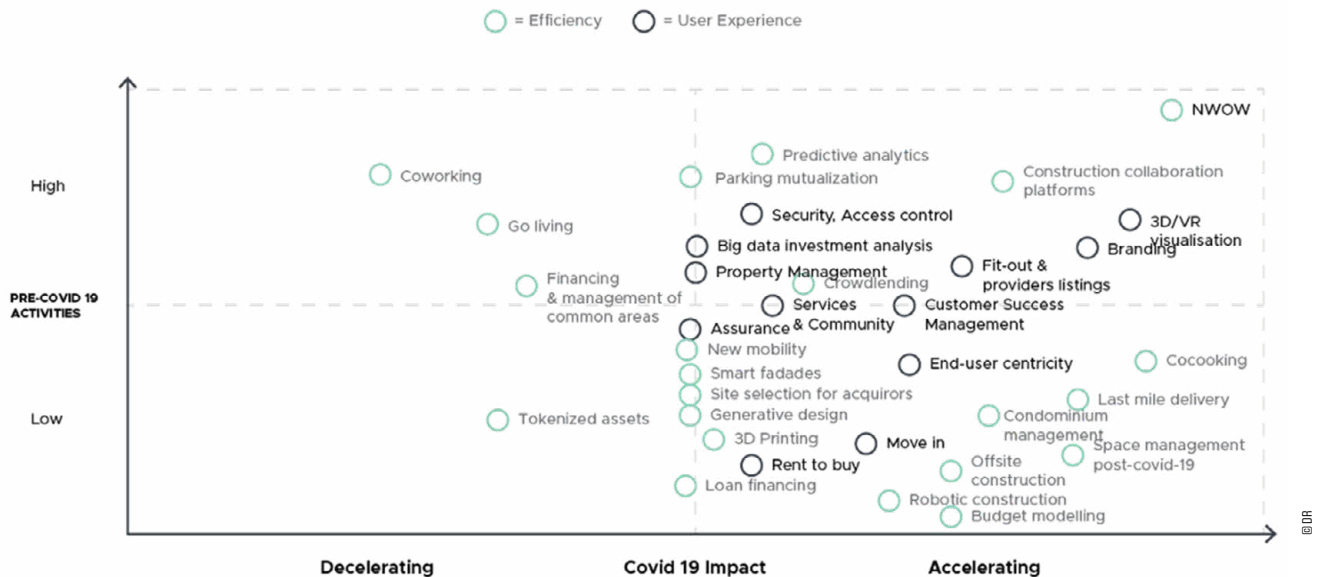 = Efficiency
= User Experience
NWOW
Predictive analytics
Construction collaboration
platforms
Coworking
Parking mutualization
High
Security, Access control
3D/VR
visualisation
Go living
Big data investment analysis
Branding
Fit-out &
providers listings
Property Management
Crowdlending
Financing
& management of
common areas
PRE-COVID 19
ACTIVITIES
Services
& Community
Customer Success
Management
Assurance
New mobility
End-user centricity
Cocooking
Smart fadades
Site selection for acquirors
Last mile delivery
Low
Tokenized assets
Generative design
Condominium
management
3D Printing
Move in
Space management
post-covid-19
Rent to buy
Offsite
construction
Loan financing
Robotic construction
Budget modelling
© DR
Decelerating
Covid 19 Impact
Accelerating